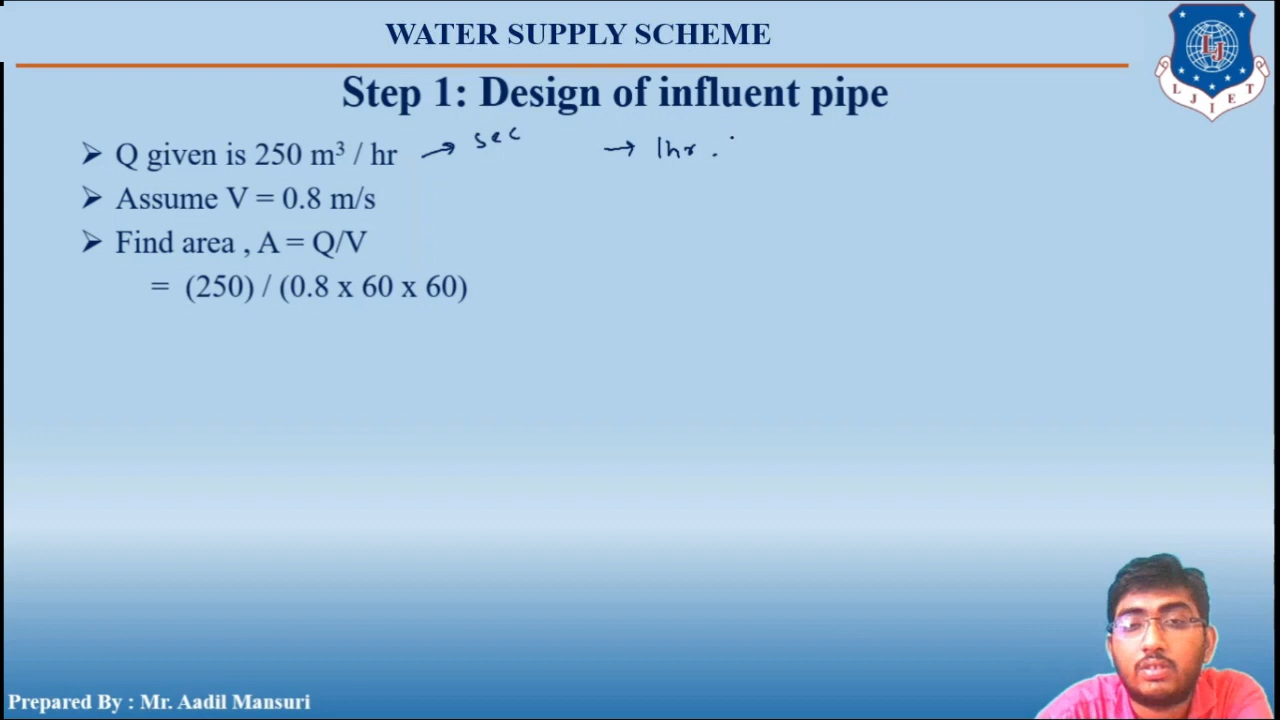 WATER SUPPLY SCHEME
LJIET
Step 1: Design of influent pipe
➤ Q given is 250 m³ / hr → sec → 1hr .
➤ Assume V = 0.8 m/s
➤ Find area , A = Q/V
= (250) / (0.8 x 60 x 60)
Prepared By : Mr. Aadil Mansuri